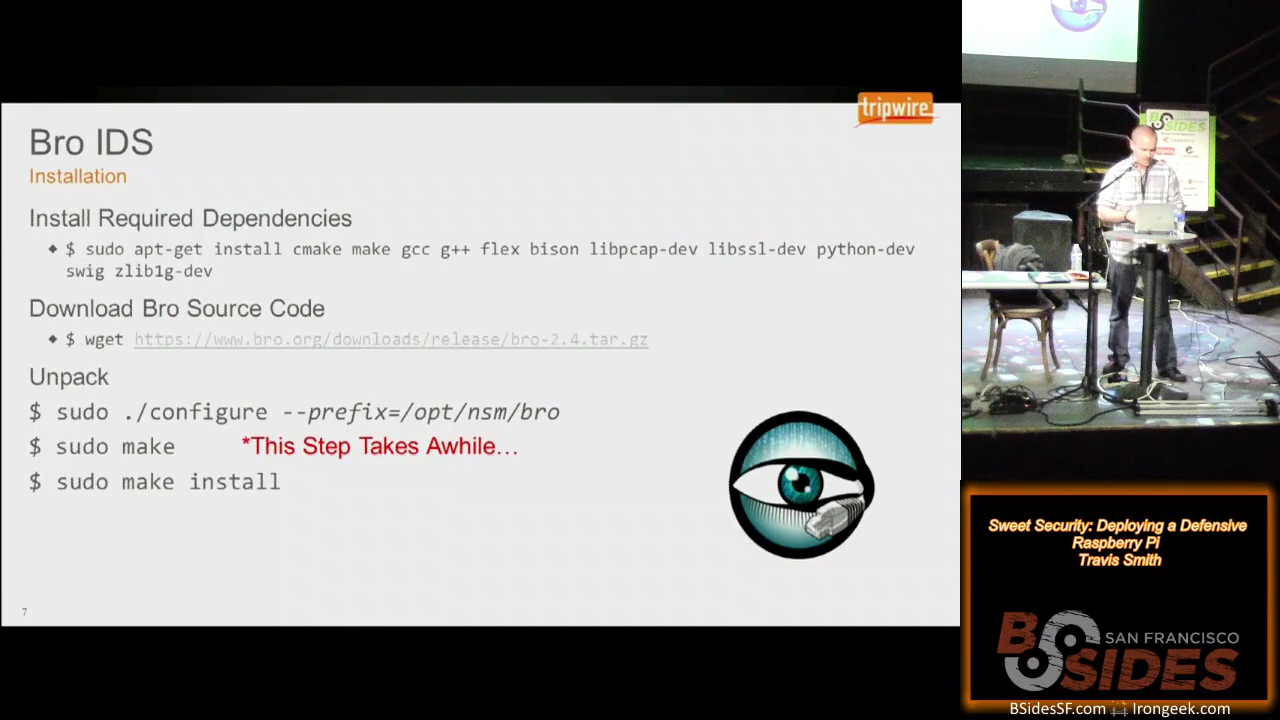 tripwire
Bro IDS
Installation
Install Required Dependencies
$ sudo apt-get install cmake make gcc g++ flex bison libpcap-dev libssl-dev python-dev
swig zlib1g-dev
Download Bro Source Code
$ wget https://www.bro.org/downloads/release/bro-2.4.tar.gz
Unpack
$ sudo ./configure --prefix=/opt/nsm/bro
$ sudo make *This Step Takes Awhile…
$ sudo make install
7
BSIDES
Sweet Security: Deploying a Defensive
Raspberry Pi
Travis Smith
BSIDES
SAN FRANCISCO
BSidesSF.com Irongeek.com